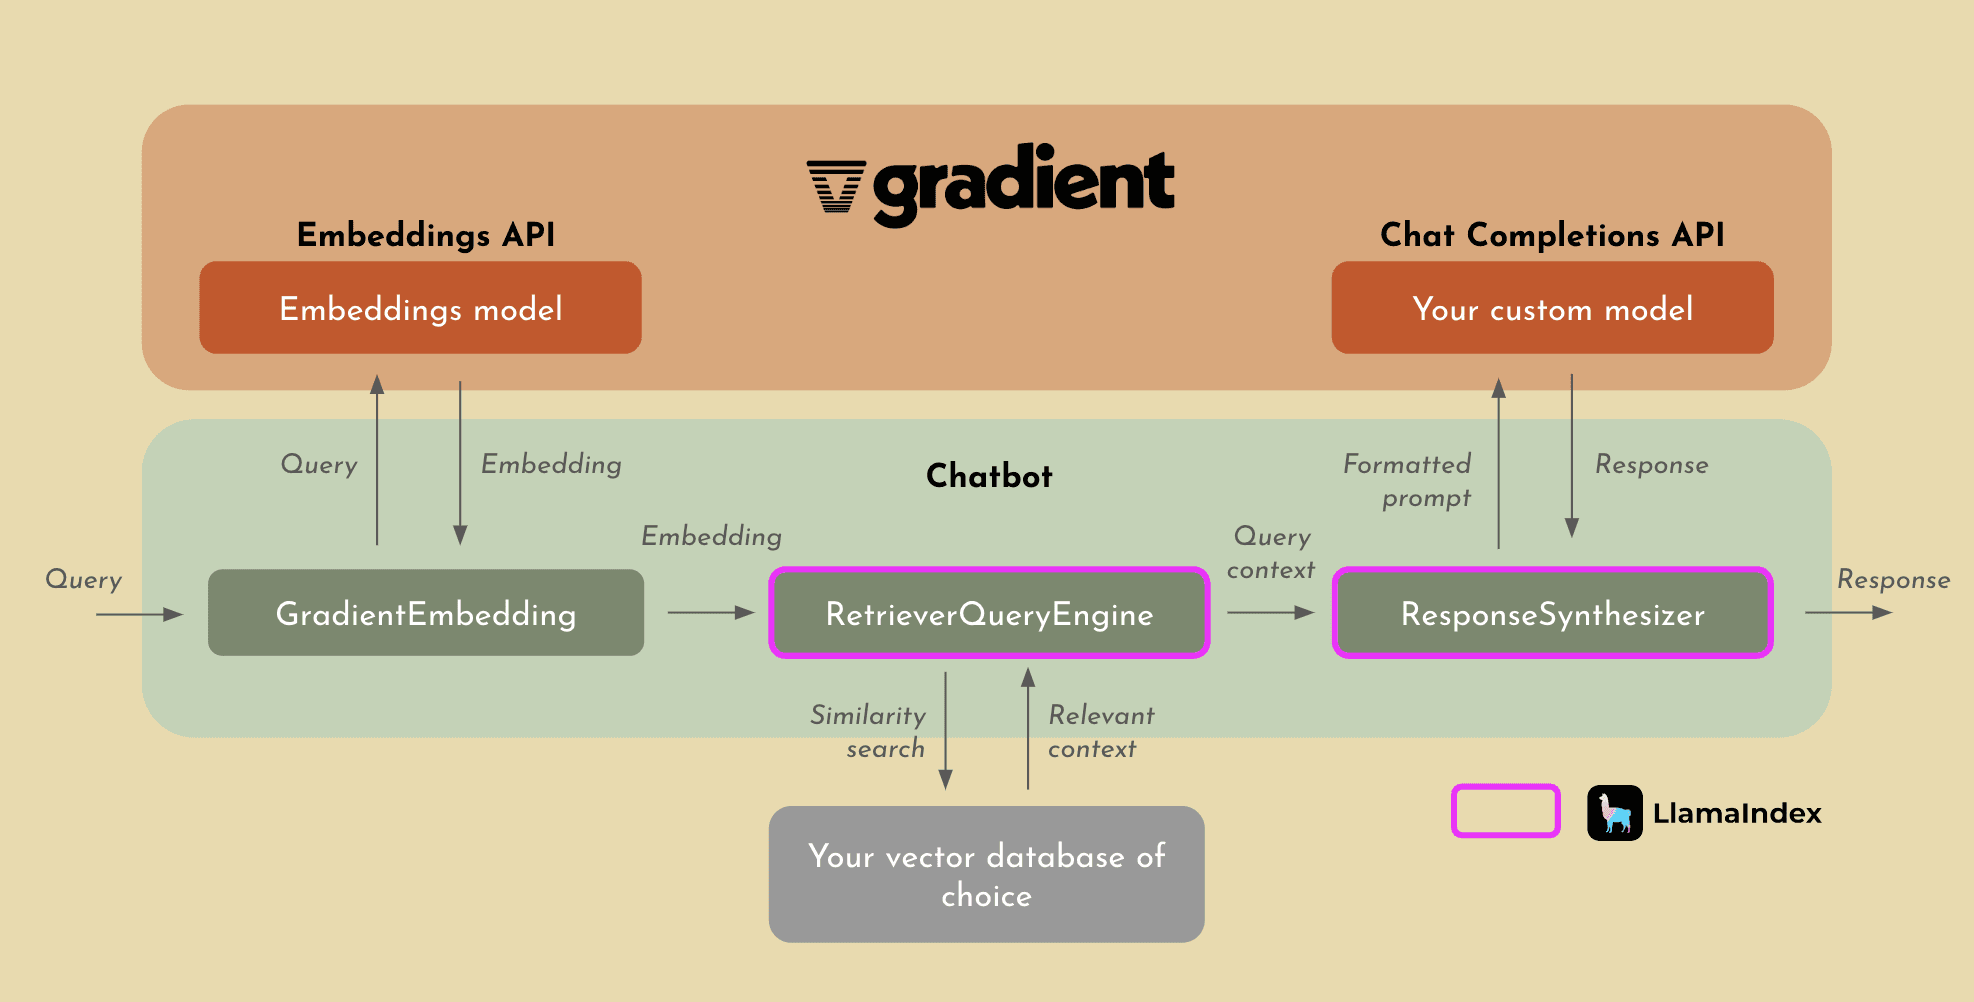 gradient
Embeddings API
Chat Completions API
Embeddings model
Your custom model
Query
Embedding
Chatbot
Formatted
prompt
Response
Query
Embedding
Query
context
Response
GradientEmbedding
RetrieverQueryEngine
ResponseSynthesizer
Similarity
search
Relevant
context
Your vector database of
choice
LlamaIndex